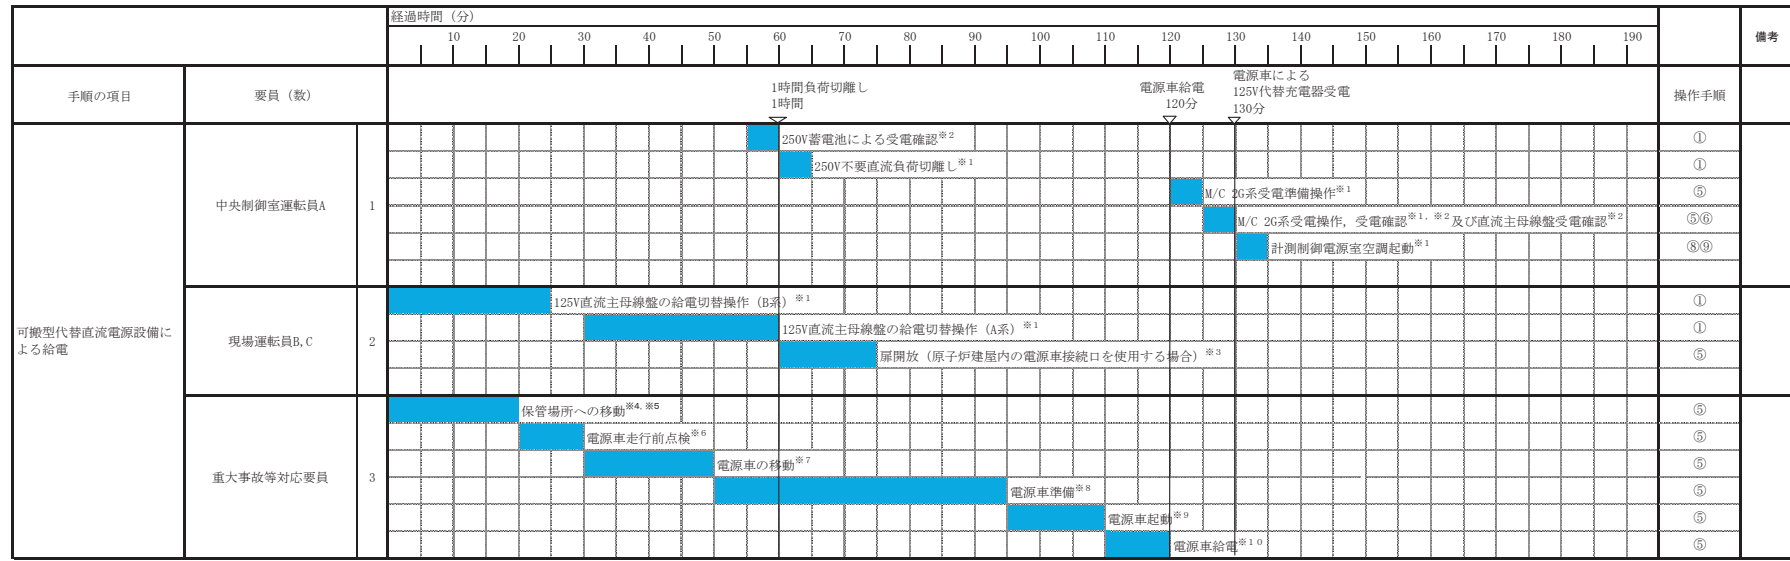 経過時間（分）
10 20 30 40 50 60 70 80 90 100 110 120 130 140 150 160 170 180 190
備考
手順の項目
要員（数）
1時間負荷切離し
1時間
電源車給電
120分
電源車による
125V代替充電器受電
130分
操作手順
可搬型代替直流電源設備に
よる給電
中央制御室運転員A
1
250V蓄電池による受電確認※2
①
250V不要直流負荷切離し※1
①
M/C 2G系受電準備操作※1
⑤
M/C 2G系受電操作, 受電確認※1, ※2及び直流主母線盤受電確認※2
⑤⑥
計測制御電源室空調起動※1
⑧⑨
現場運転員B,C
2
125V直流主母線盤の給電切替操作（B系）※1
①
125V直流主母線盤の給電切替操作（A系）※1
①
扉開放（原子炉建屋内の電源車接続口を使用する場合）※3
⑤
重大事故等対応要員
3
保管場所への移動※4, ※5
⑤
電源車走行前点検※6
⑤
電源車の移動※7
⑤
電源車準備※8
⑤
電源車起動※9
⑤
電源車給電※10
⑤